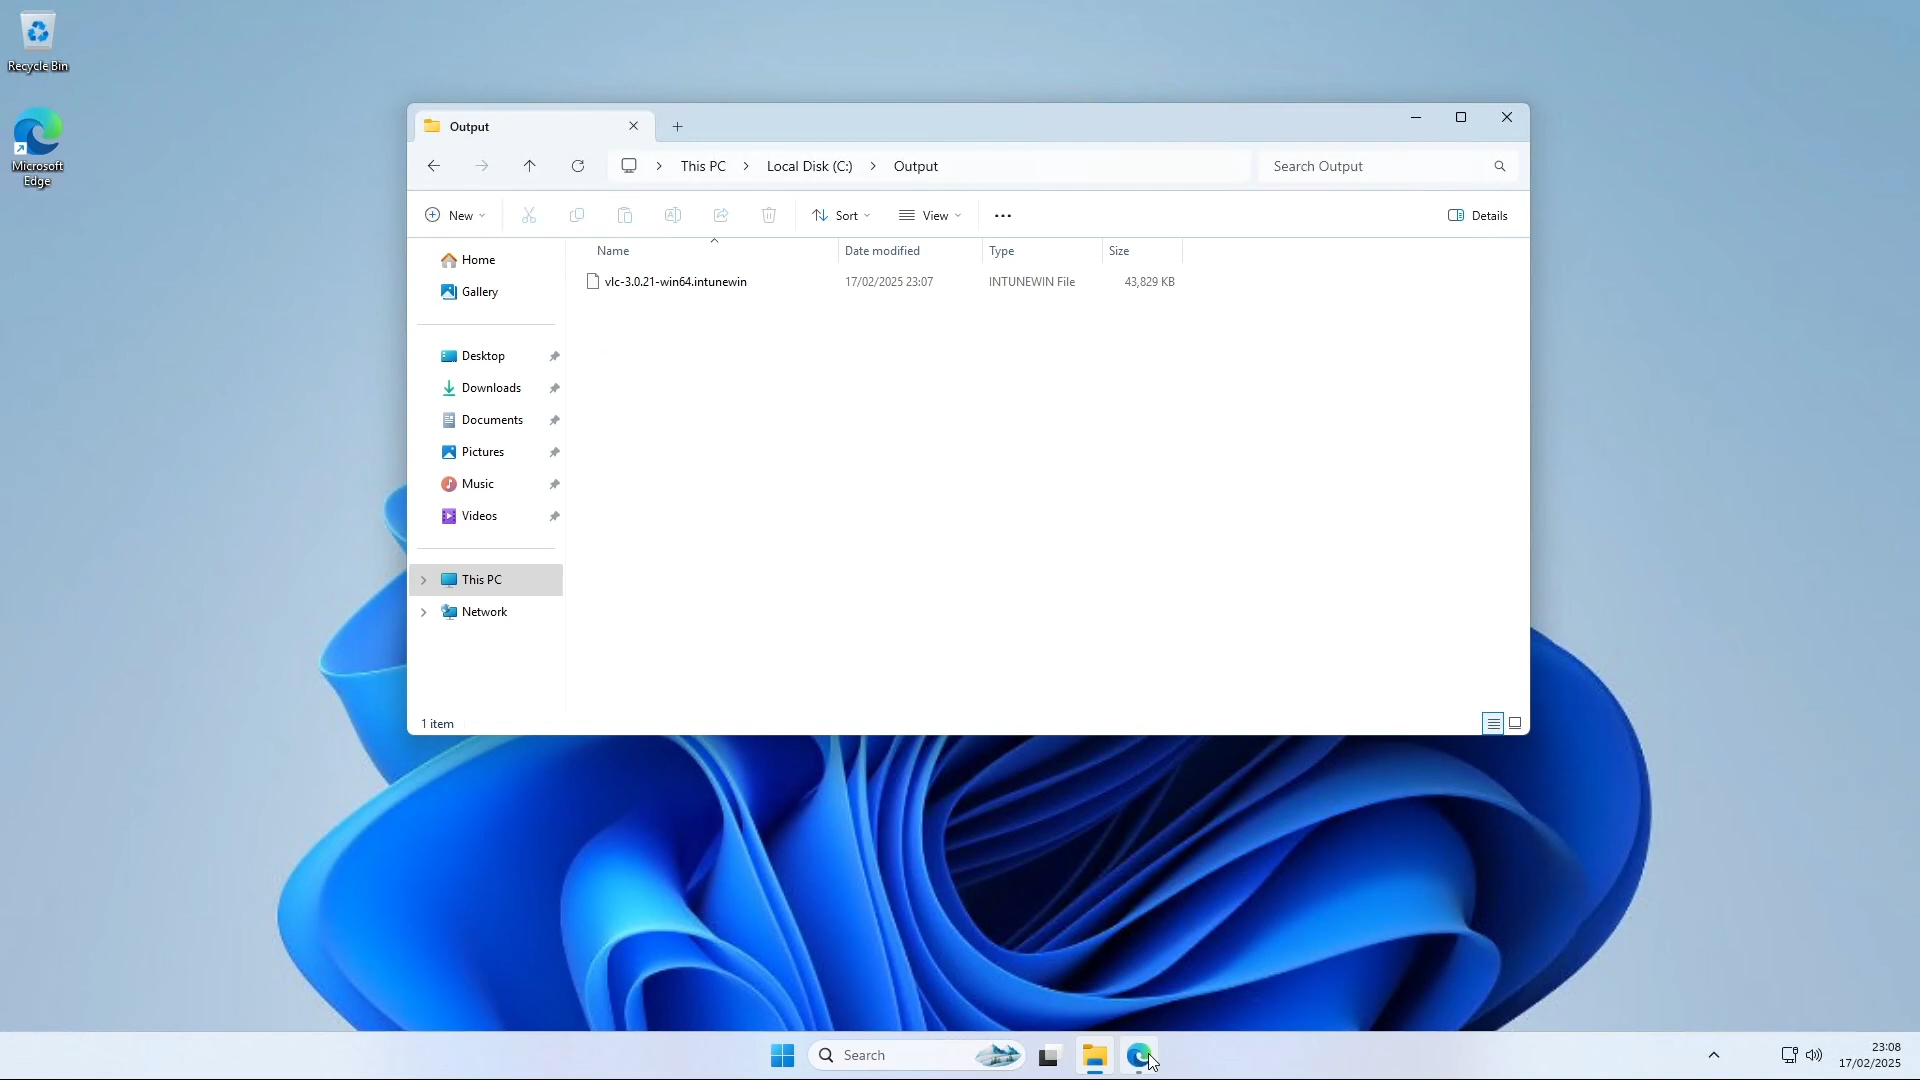 Recycle Bin
Microsoft
Edge
Output
This PC
Local Disk (C:)
Output
Search Output
New
Sort
View
Details
Name
Date modified
Type
Size
vlc-3.0.21-win64.intunewin
17/02/2025 23:07
INTUNEWIN File
43,829 KB
Home
Gallery
Desktop
Downloads
Documents
Pictures
Music
Videos
This PC
Network
1 item
Search
23:08
17/02/2025